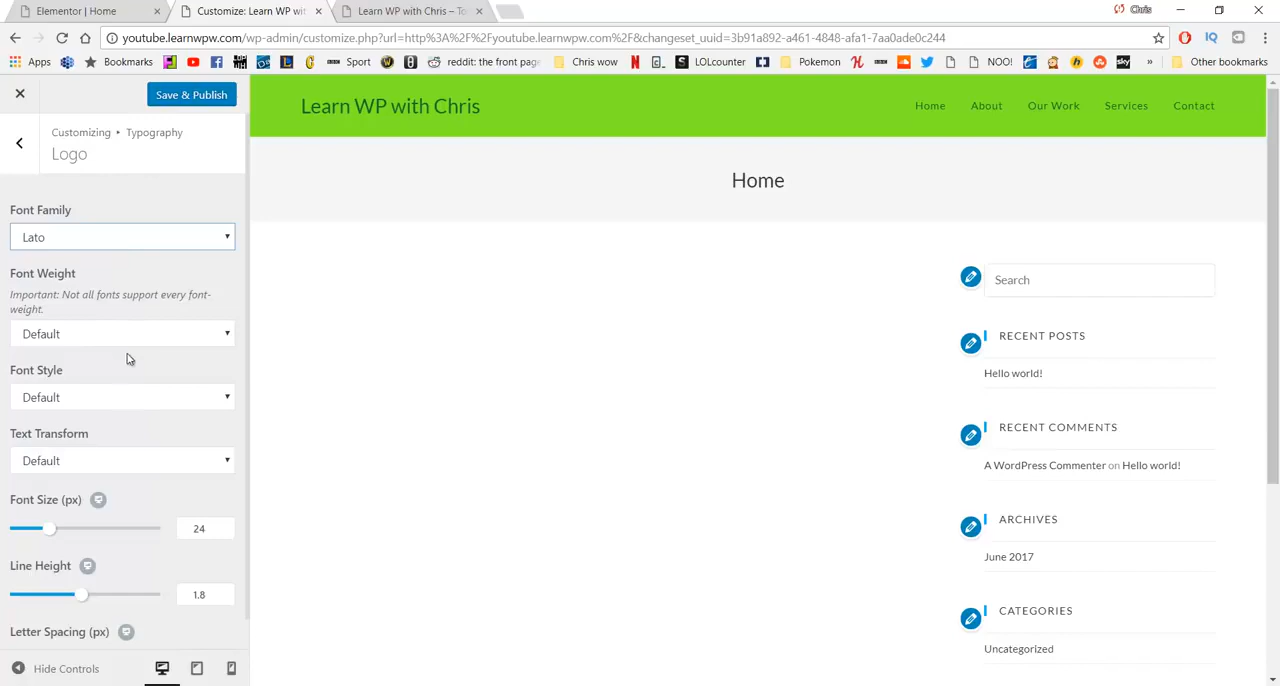 Elementor | Home
Customize: Learn WP with
Learn WP with Chris – To
Chris
youtube.learnwpw.com/wp-admin/customize.php?url=http%3A%2F%2Fyoutube.learnwpw.com%2F&changeset_uuid=3b91a892-a461-4848-afa1-7aa0ade0c244
Apps
Bookmarks
Sport
reddit: the front page
Chris wow
LOLcounter
Pokemon
NOO!
sky
»
Other bookmarks
Save & Publish
Customizing ▸ Typography
Logo
Font Family
Lato
Font Weight
Important: Not all fonts support every font-
weight.
Default
Font Style
Default
Text Transform
Default
Font Size (px)
24
Line Height
1.8
Letter Spacing (px)
Hide Controls
Learn WP with Chris
Home
About
Our Work
Services
Contact
Home
Search
RECENT POSTS
Hello world!
RECENT COMMENTS
A WordPress Commenter on Hello world!
ARCHIVES
June 2017
CATEGORIES
Uncategorized